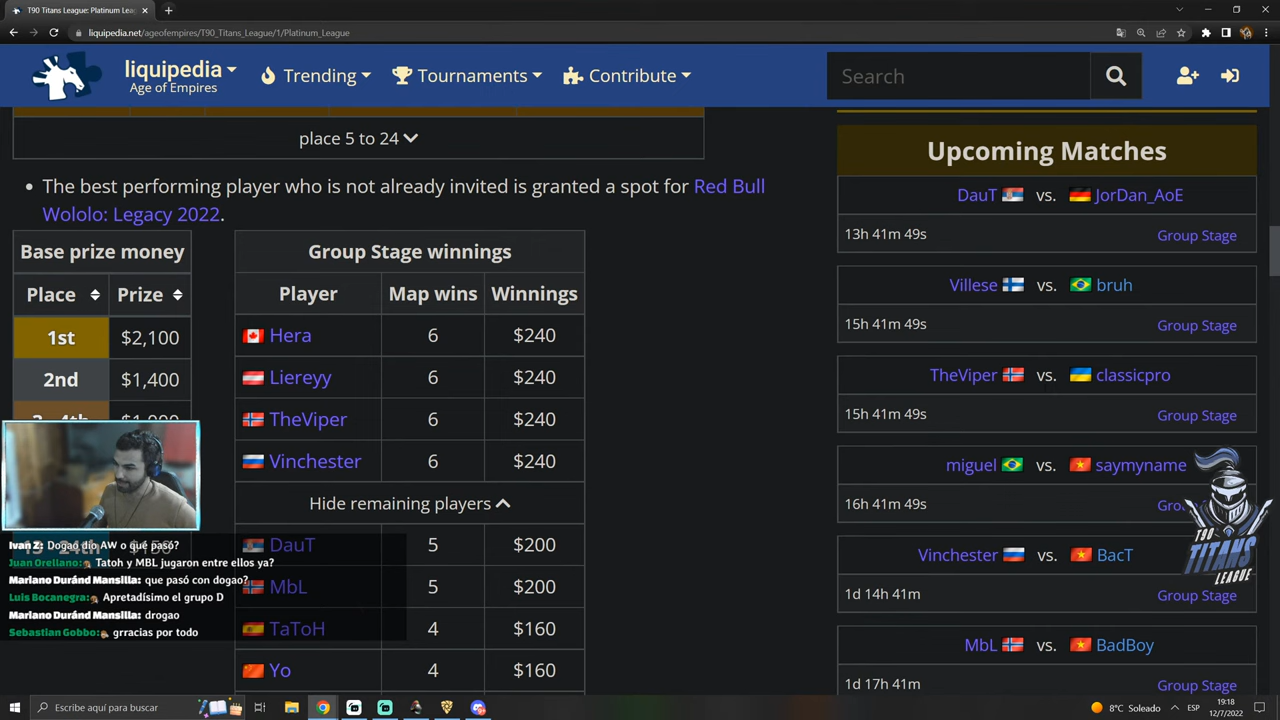 T90 Titans League: Platinum Lea
liquipedia.net/ageofempires/T90_Titans_League/1/Platinum_League
liquipedia
Age of Empires
Trending
Tournaments
Contribute
Search
place 5 to 24
The best performing player who is not already invited is granted a spot for Red Bull
Wololo: Legacy 2022.
Base prize money
Place Prize
1st $2,100
2nd $1,400
Group Stage winnings
Player Map wins Winnings
Hera 6 $240
Liereyy 6 $240
TheViper 6 $240
Vinchester 6 $240
Hide remaining players
DauT 5 $200
MbL 5 $200
TaToH 4 $160
Yo 4 $160
Upcoming Matches
DauT vs. JorDan_AoE
13h 41m 49s Group Stage
Villese vs. bruh
15h 41m 49s Group Stage
TheViper vs. classicpro
15h 41m 49s Group Stage
miguel vs. saymyname
16h 41m 49s
Vinchester vs. BacT
1d 14h 41m Group Stage
MbL vs. BadBoy
1d 17h 41m Group Stage
T90
TITANS
LEAGUE
Ivan Z: Dogao dio AW o que pasó?
Juan Orellano: Tatoh y MBL jugaron entre ellos ya?
Mariano Duránd Mansilla: que pasó con dogao?
Luis Bocanegra: Apretadísimo el grupo D
Mariano Duránd Mansilla: drogao
Sebastian Gobbo: grracias por todo
Escribe aquí para buscar
8°C Soleado
ESP
19:18
12/7/2022